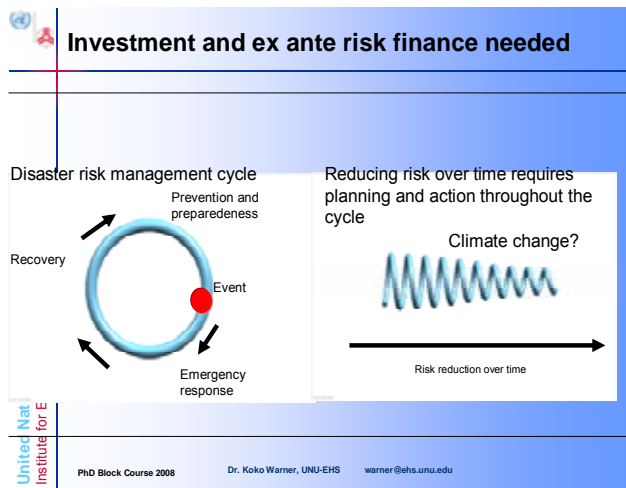 Investment and ex ante risk finance needed
Disaster risk management cycle
Prevention and
preparedeness
Recovery
Event
Emergency
response
Reducing risk over time requires
planning and action throughout the
cycle
Climate change?
Risk reduction over time
United Nat
Institute for E
PhD Block Course 2008
Dr. Koko Warner, UNU-EHS
warner@ehs.unu.edu